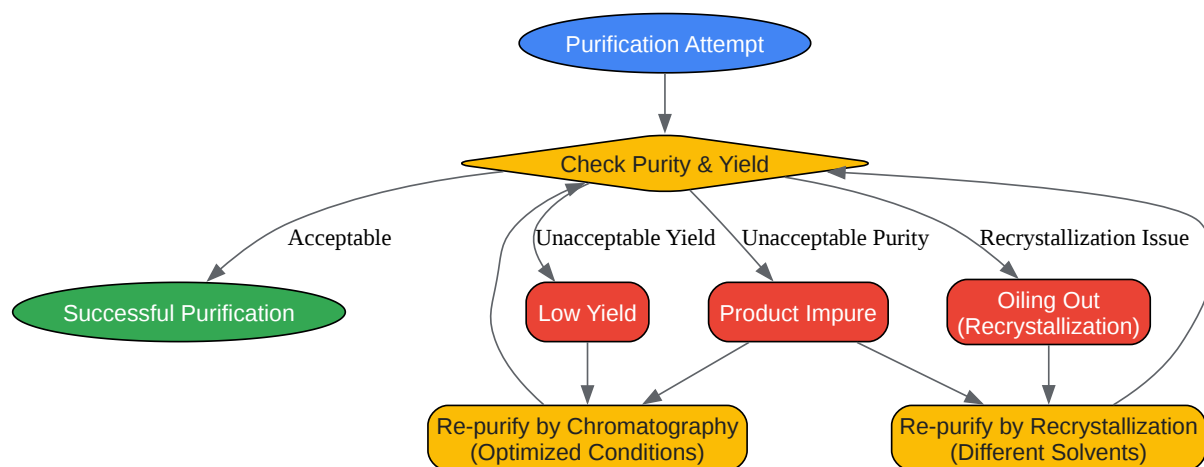 Purification Attempt
Check Purity & Yield
Acceptable
Unacceptable Yield
Unacceptable Purity
Recrystallization Issue
Successful Purification
Low Yield
Product Impure
Oiling Out
(Recrystallization)
Re-purify by Chromatography
(Optimized Conditions)
Re-purify by Recrystallization
(Different Solvents)